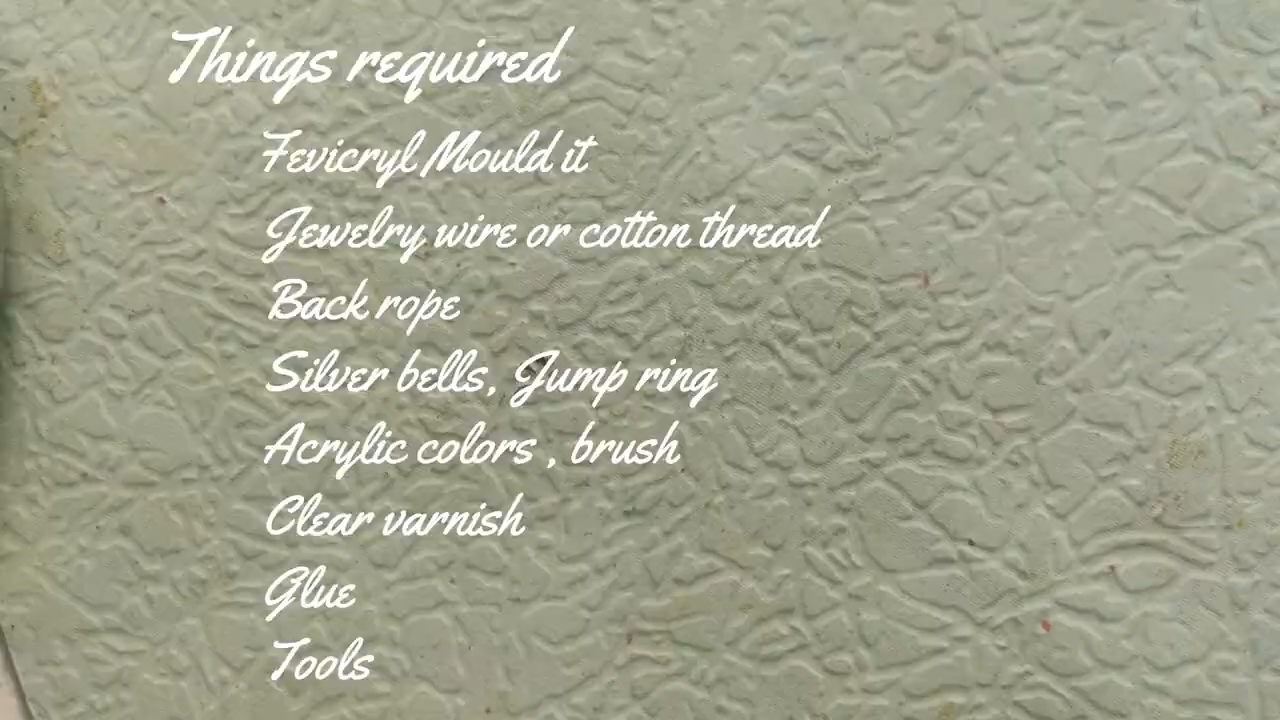 Things required
Fevicryl Mould it
Jewelry wire or cotton thread
Back rope
Silver bells, Jump ring
Acrylic colors , brush
Clear varnish
Glue
Tools